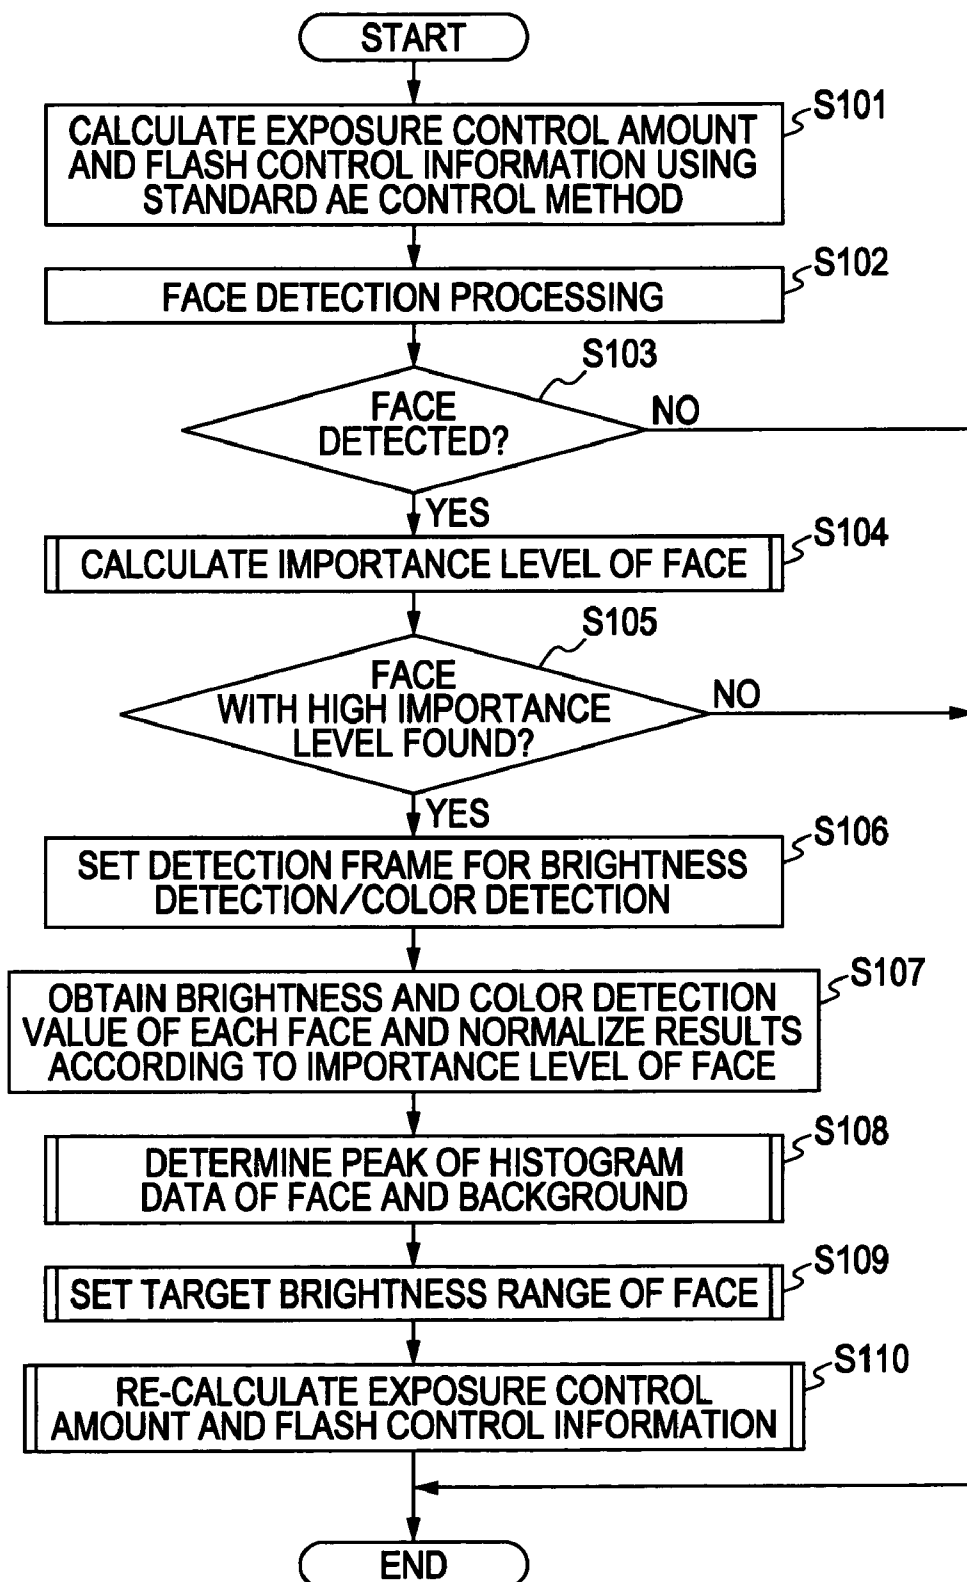 START
S101
CALCULATE EXPOSURE CONTROL AMOUNT
AND FLASH CONTROL INFORMATION USING
STANDARD AE CONTROL METHOD
S102
FACE DETECTION PROCESSING
S103
FACE
DETECTED?
NO
YES
S104
CALCULATE IMPORTANCE LEVEL OF FACE
S105
FACE
WITH HIGH IMPORTANCE
LEVEL FOUND?
NO
YES
S106
SET DETECTION FRAME FOR BRIGHTNESS
DETECTION/COLOR DETECTION
S107
OBTAIN BRIGHTNESS AND COLOR DETECTION
VALUE OF EACH FACE AND NORMALIZE RESULTS
ACCORDING TO IMPORTANCE LEVEL OF FACE
S108
DETERMINE PEAK OF HISTOGRAM
DATA OF FACE AND BACKGROUND
S109
SET TARGET BRIGHTNESS RANGE OF FACE
S110
RE-CALCULATE EXPOSURE CONTROL
AMOUNT AND FLASH CONTROL INFORMATION
END